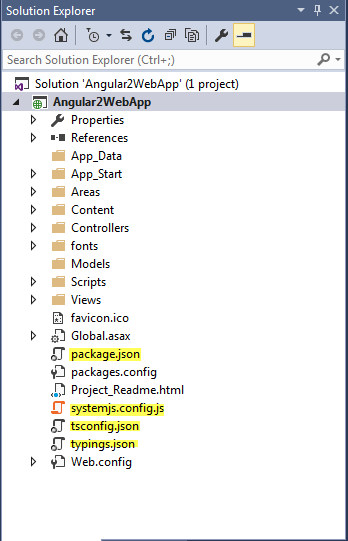 Solution Explorer
Search Solution Explorer (Ctrl+;)
Solution 'Angular2WebApp' (1 project)
Angular2WebApp
Properties
References
App_Data
App_Start
Areas
Content
Controllers
fonts
Models
Scripts
Views
favicon.ico
Global.asax
package.json
packages.config
Project_Readme.html
systemjs.config.js
tsconfig.json
typings.json
Web.config